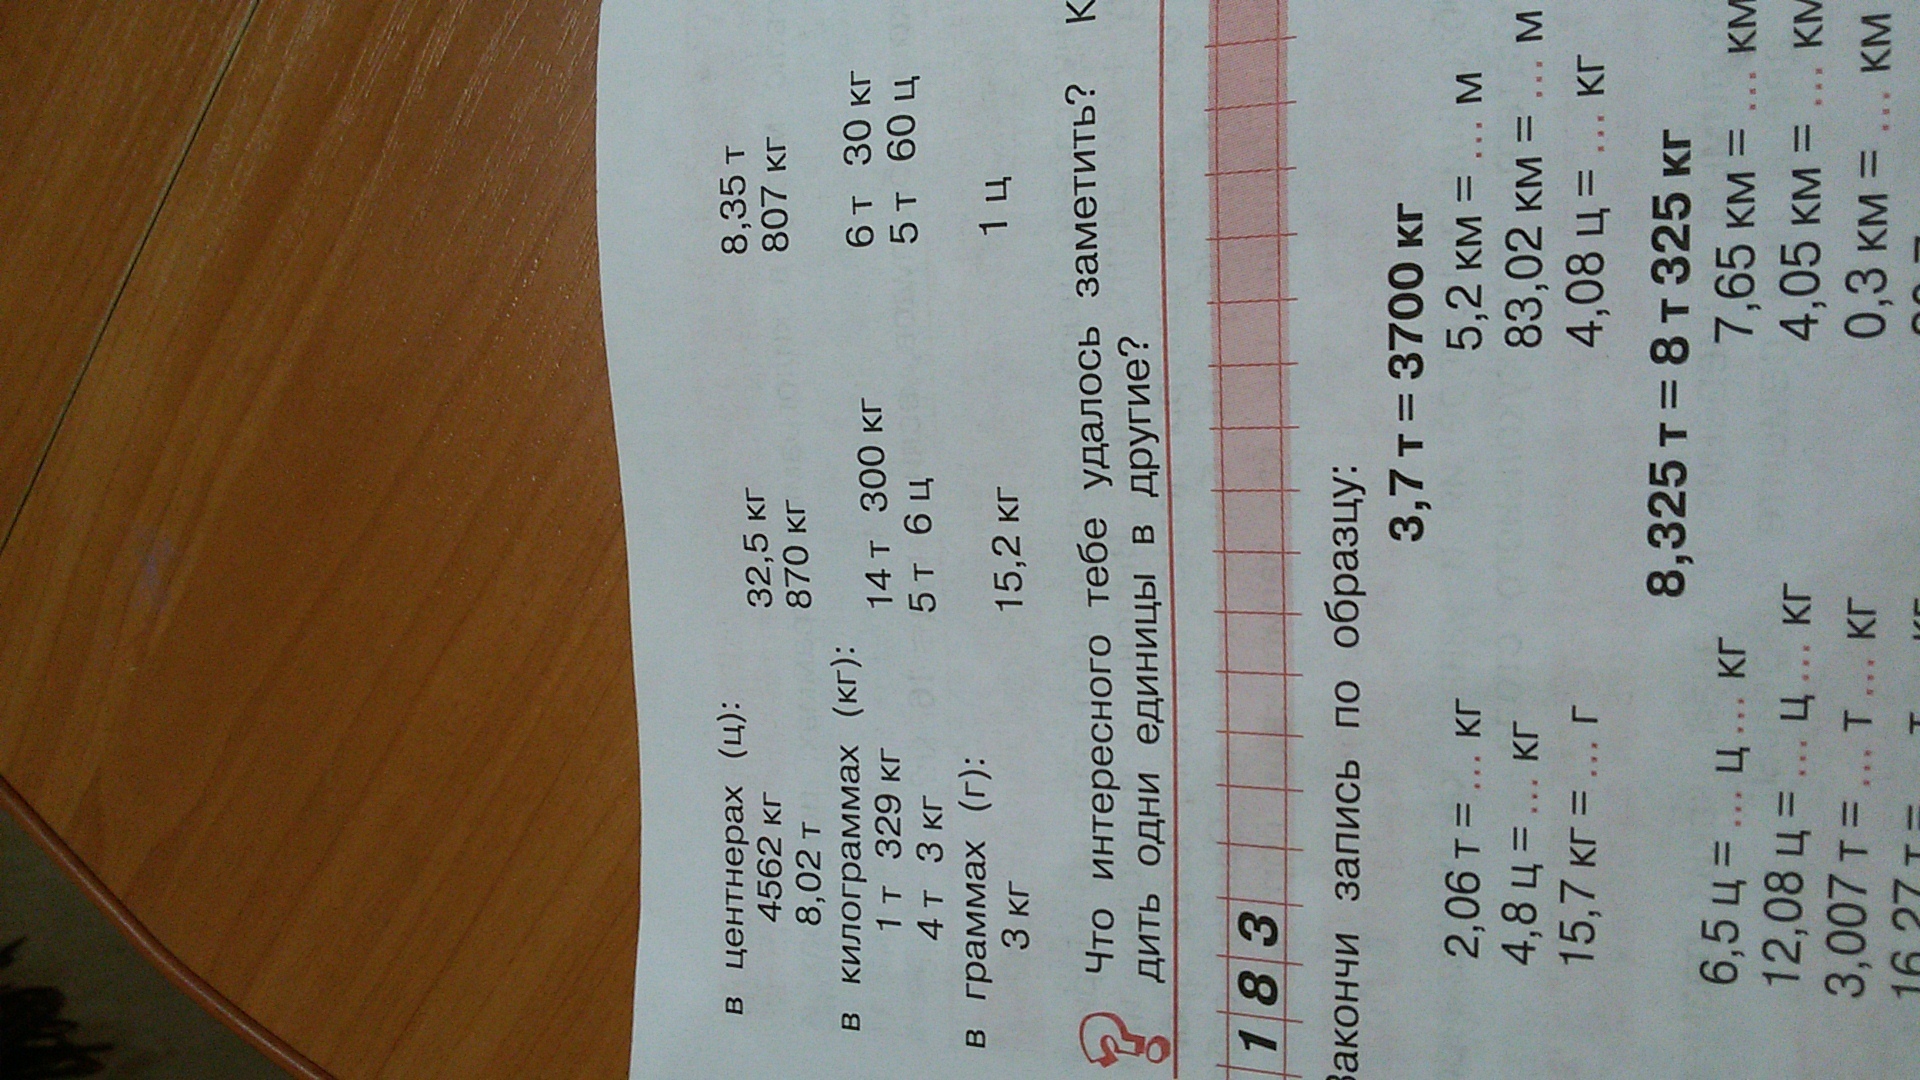 в центнерах (ц):
4562 кг 32,5 кг 8,35 т
8,02 т 870 кг 807 кг
в килограммах (кг):
1 т 329 кг 14 т 300 кг 6 т 30 кг
4 т 3 кг 5 т 6 ц 5 т 60 ц
в граммах (г):
3 кг 15,2 кг 1 ц
Что интересного тебе удалось заметить?
дить одни единицы в другие?
183
Закончи запись по образцу:
3,7 т = 3700 кг
2,06 т = ... кг 5,2 км = ... м
4,8 ц = ... кг 83,02 км = ... м
15,7 кг = ... г 4,08 ц = ... кг
8,325 т = 8 т 325 кг
6,5 ц = ... ц ... кг 7,65 км = ... км
12,08 ц = ... ц ... кг 4,05 км = ... км
3,007 т = ... т ... кг 0,3 км = ... км
16,27 т = т кг